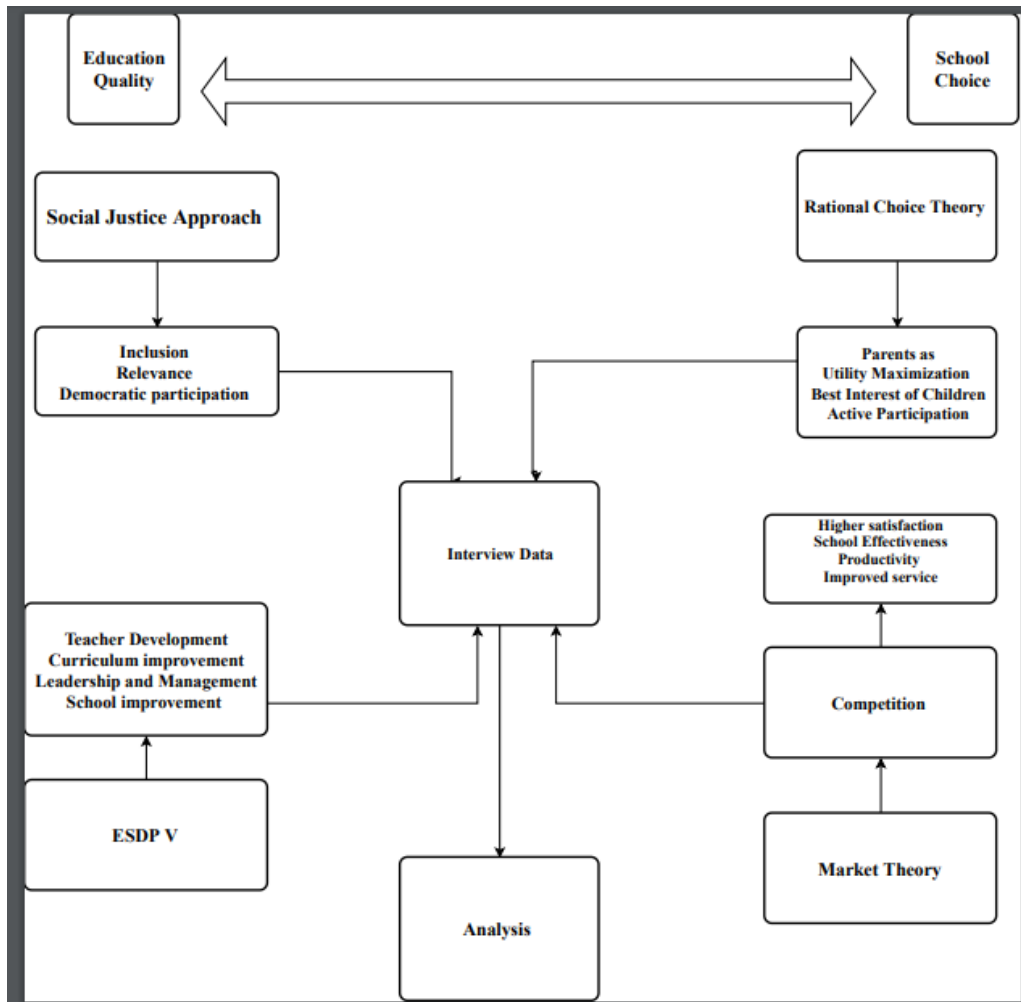 Education
Quality
School
Choice
Social Justice Approach
Rational Choice Theory
Inclusion
Relevance
Democratic participation
Parents as
Utility Maximization
Best Interest of Children
Active Participation
Interview Data
Higher satisfaction
School Effectiveness
Productivity
Improved service
Teacher Development
Curriculum improvement
Leadership and Management
School improvement
Competition
ESDP V
Market Theory
Analysis